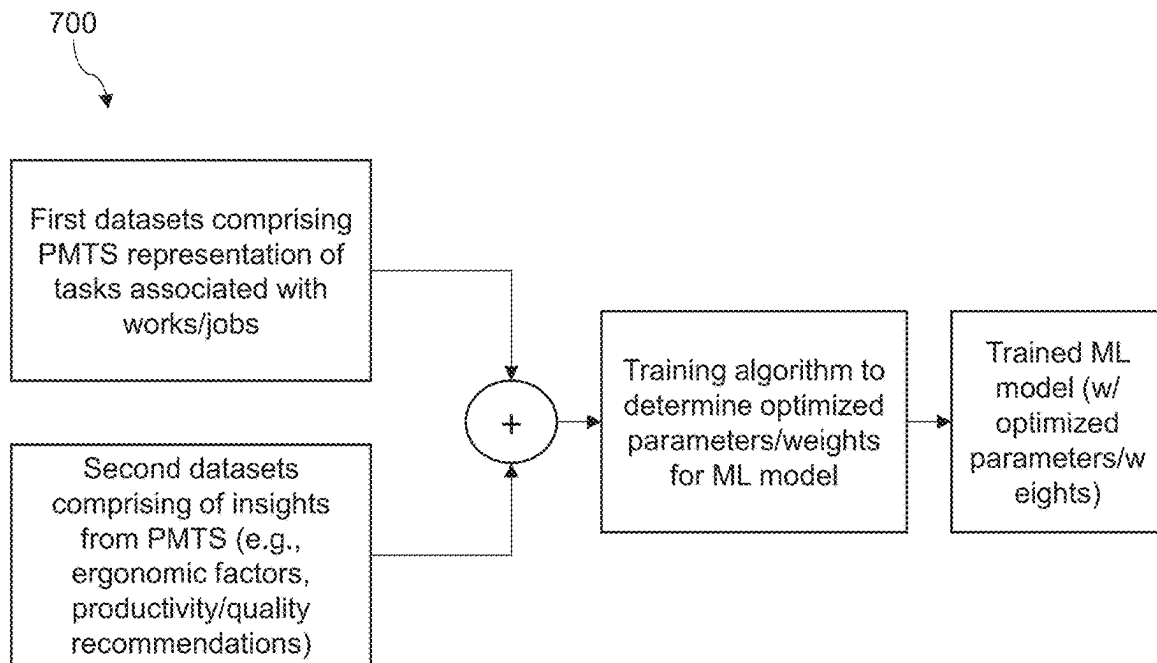 700
First datasets comprising
PMTS representation of
tasks associated with
works/jobs
Second datasets
comprising of insights
from PMTS (e.g.,
ergonomic factors,
productivity/quality
recommendations)
+
Training algorithm to
determine optimized
parameters/weights
for ML model
Trained ML
model (w/
optimized
parameters/w
eights)